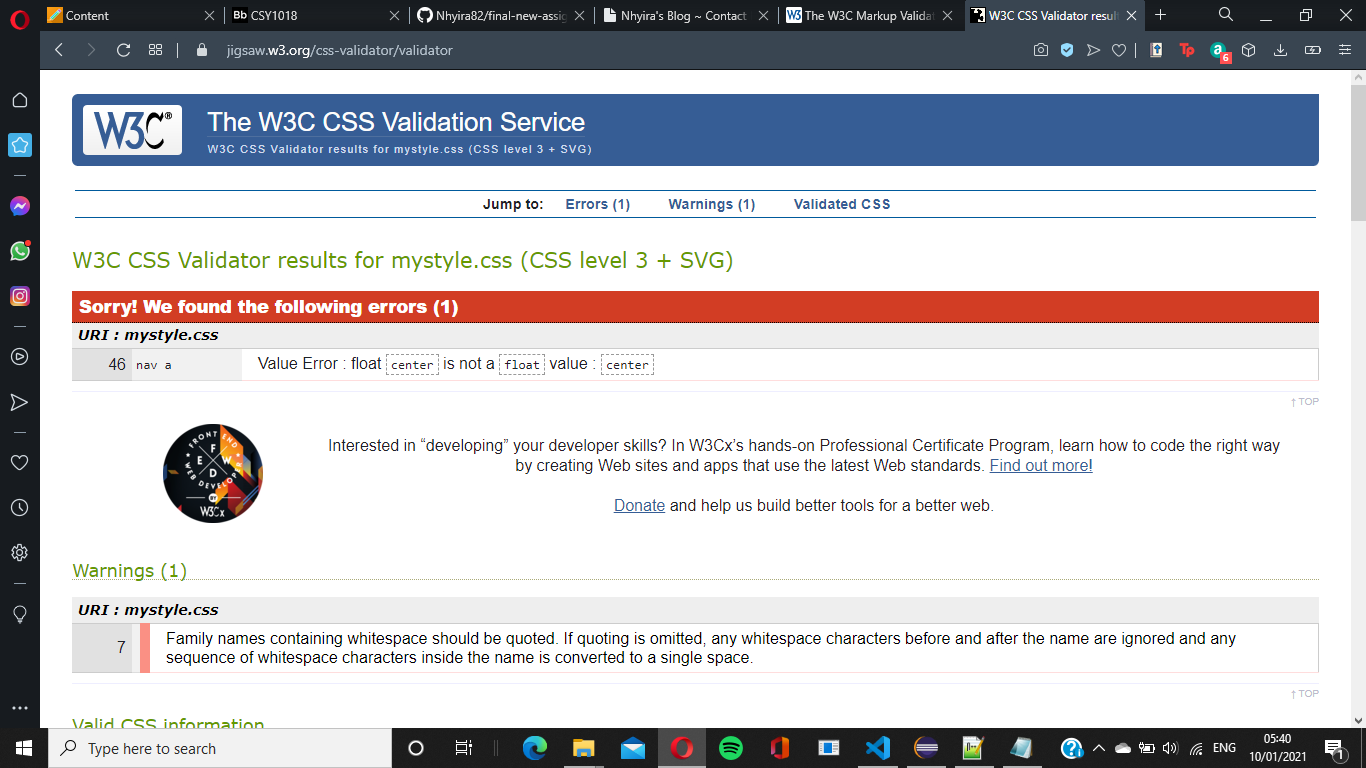 Content
Bb CSY1018
Nhyira82/final-new-assig
Nhyira's Blog ~ Contact
The W3C Markup Validat
W3C CSS Validator result
jigsaw.w3.org/css-validator/validator
Tp
a
6
W3C®
The W3C CSS Validation Service
W3C CSS Validator results for mystyle.css (CSS level 3 + SVG)
Jump to: Errors (1) Warnings (1) Validated CSS
W3C CSS Validator results for mystyle.css (CSS level 3 + SVG)
Sorry! We found the following errors (1)
URI : mystyle.css
46 nav a Value Error : float center is not a float value : center
↑ TOP
FRONT END
F
E W
D
WEB DEVELOPER
W3Cx
Interested in “developing” your developer skills? In W3Cx’s hands-on Professional Certificate Program, learn how to code the right way
by creating Web sites and apps that use the latest Web standards. Find out more!
Donate and help us build better tools for a better web.
Warnings (1)
URI : mystyle.css
7 Family names containing whitespace should be quoted. If quoting is omitted, any whitespace characters before and after the name are ignored and any
sequence of whitespace characters inside the name is converted to a single space.
↑ TOP
Valid CSS information
Type here to search
ENG
05:40
10/01/2021
1